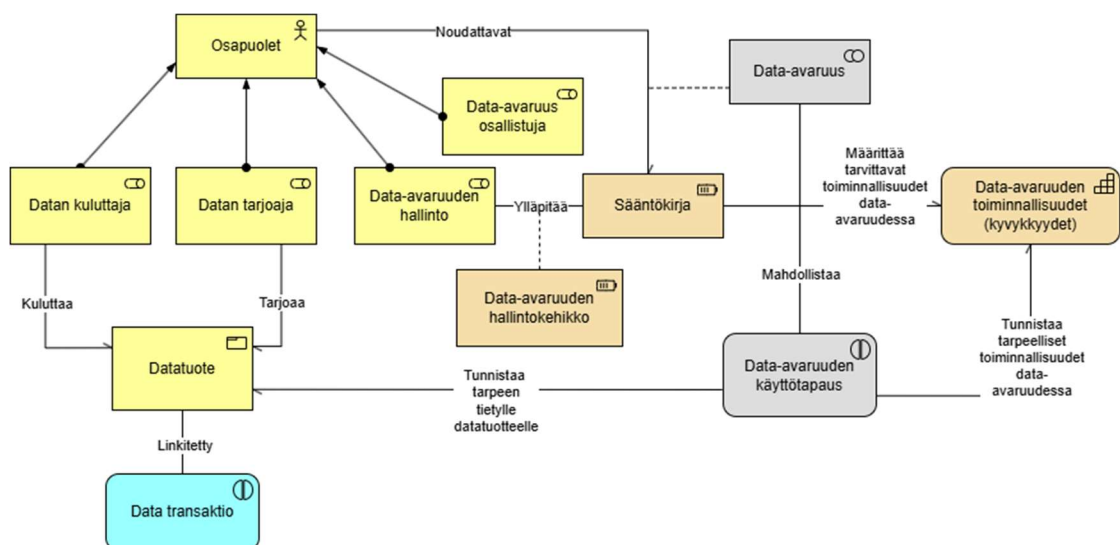 Osapuolet
Noudattavat
Data-avaruus
Data-avaruus
osallistuja
Datan kuluttaja
Datan tarjoaja
Data-avaruuden
hallinto
Ylläpitää
Sääntökirja
Määrittää
tarvittavat
toiminnallisuudet
data-
avaruudessa
Data-avaruuden
toiminnallisuudet
(kyvykkyydet)
Kuluttaa
Tarjoaa
Data-avaruuden
hallintokehikko
Mahdollistaa
Datatuote
Tunnistaa
tarpeen
tietylle
datatuotteelle
Data-avaruuden
käyttötapaus
Tunnistaa
tarpeelliset
toiminnallisuudet
data-
avaruudessa
Linkitetty
Data transaktio